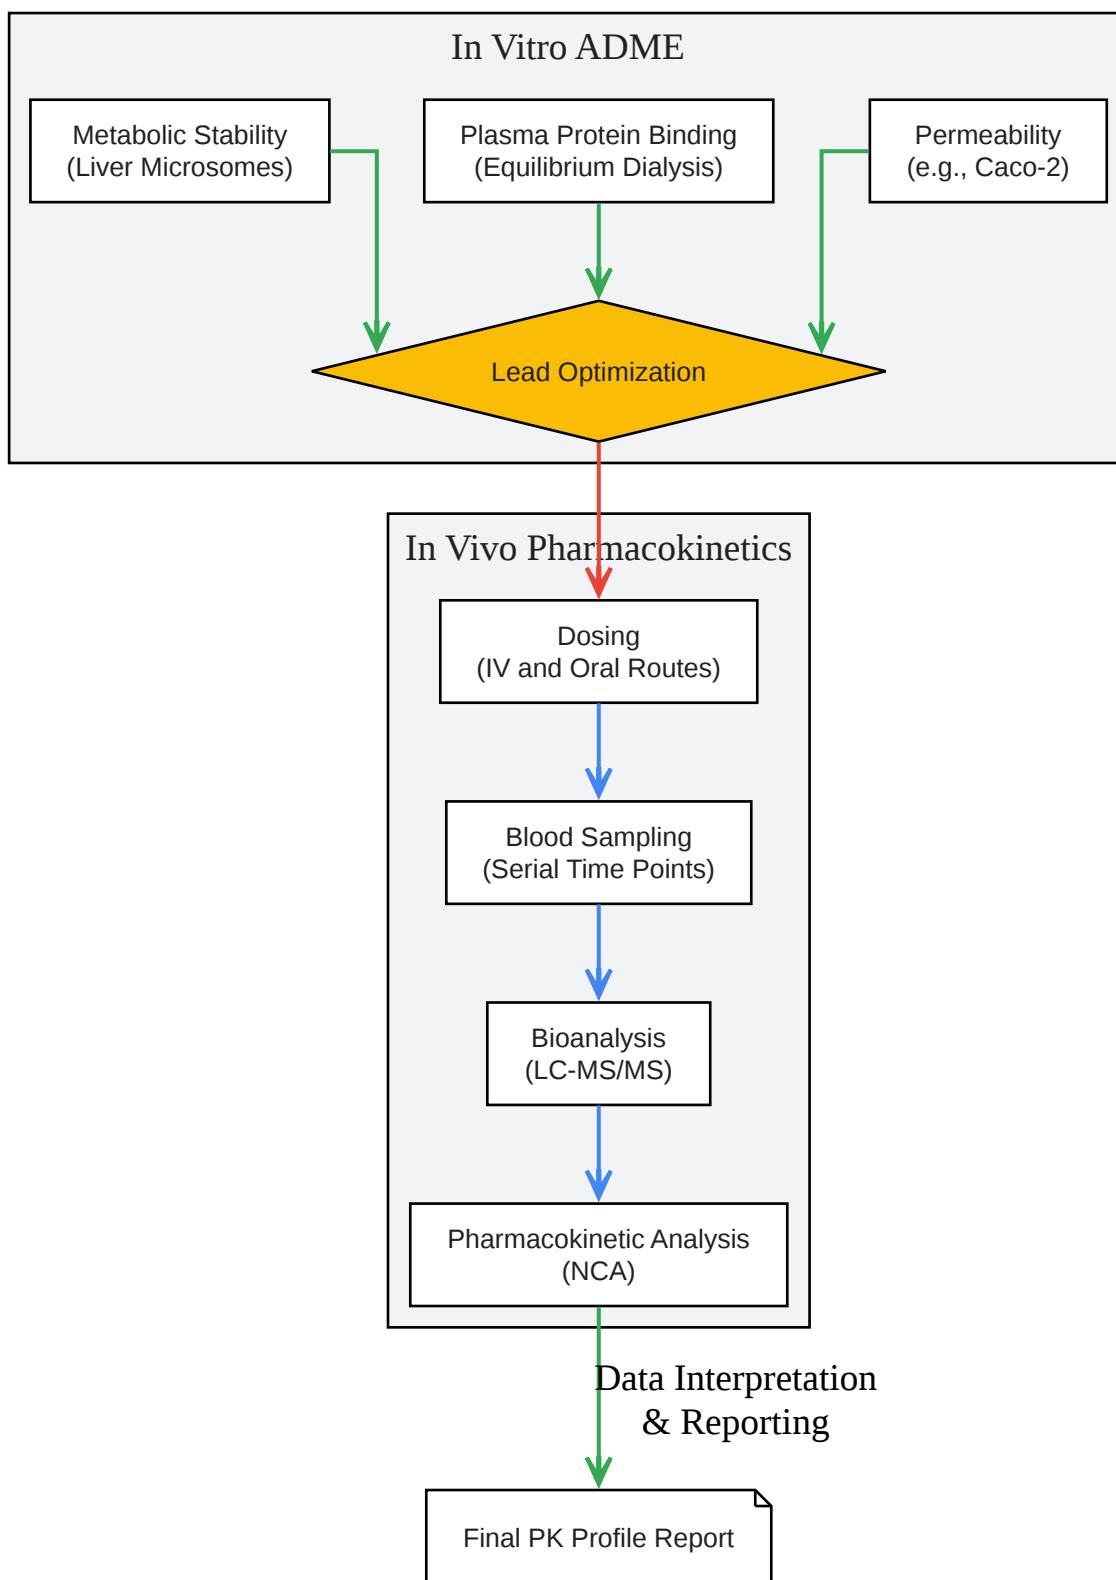 In Vitro ADME
Metabolic Stability
(Liver Microsomes)
Plasma Protein Binding
(Equilibrium Dialysis)
Permeability
(e.g., Caco-2)
Lead Optimization
In Vivo Pharmacokinetics
Dosing
(IV and Oral Routes)
Blood Sampling
(Serial Time Points)
Bioanalysis
(LC-MS/MS)
Pharmacokinetic Analysis
(NCA)
Data Interpretation
& Reporting
Final PK Profile Report